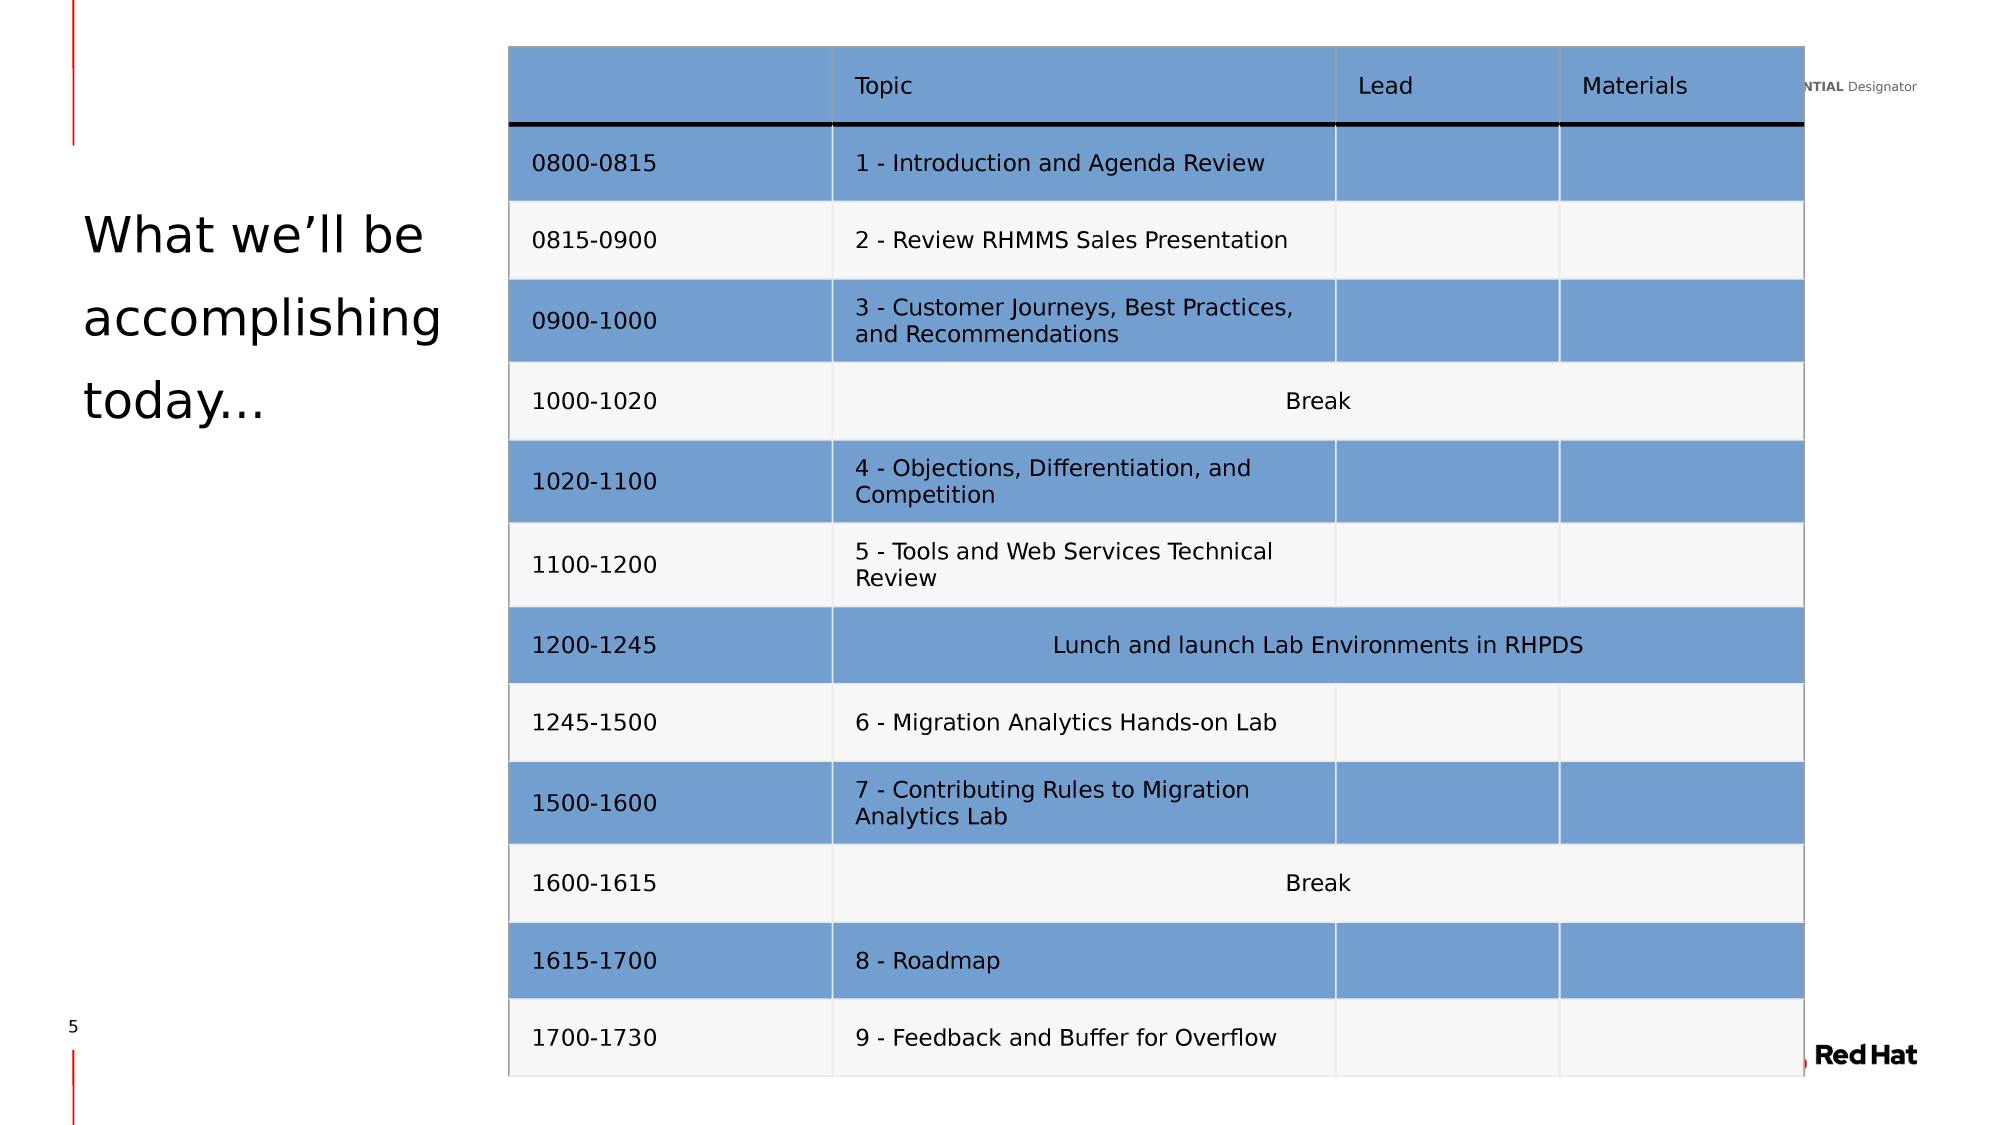 NTIAL Designator
What we’ll be
accomplishing
today...
Topic Lead Materials
0800-0815 1 - Introduction and Agenda Review
0815-0900 2 - Review RHMMS Sales Presentation
0900-1000 3 - Customer Journeys, Best Practices,
and Recommendations
1000-1020 Break
1020-1100 4 - Objections, Differentiation, and
Competition
1100-1200 5 - Tools and Web Services Technical
Review
1200-1245 Lunch and launch Lab Environments in RHPDS
1245-1500 6 - Migration Analytics Hands-on Lab
1500-1600 7 - Contributing Rules to Migration
Analytics Lab
1600-1615 Break
1615-1700 8 - Roadmap
1700-1730 9 - Feedback and Buffer for Overflow
5
Red Hat